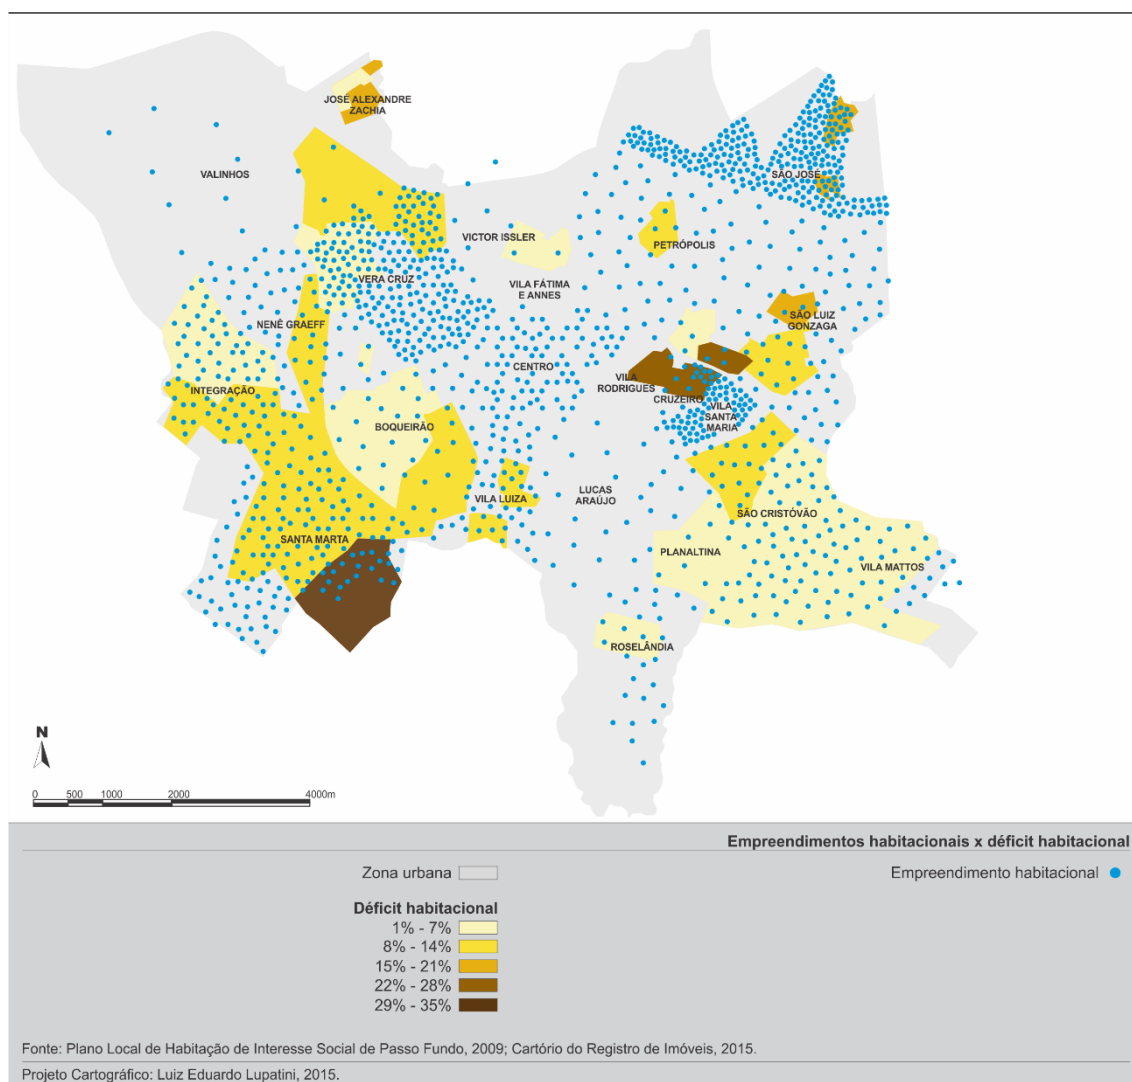 JOSÉ ALEXANDRE
ZACHIA
VALINHOS
SÃO JOSÉ
VICTOR ISSLER
PETRÓPOLIS
VERA CRUZ
VILA FÁTIMA
E ANNES
NENÊ GRAEFF
SÃO LUIZ
GONZAGA
CENTRO
INTEGRAÇÃO
VILA
RODRIGUES
CRUZEIRO
VILA
SANTA
MARIA
BOQUEIRÃO
VILA LUIZA
LUCAS
ARAÚJO
SÃO CRISTÓVÃO
SANTA MARTA
PLANALTINA
VILA MATTOS
ROSELÂNDIA
N
0 500 1000 2000 4000m
Empreendimentos habitacionais x déficit habitacional
Zona urbana
Empreendimento habitacional
Déficit habitacional
1% - 7%
8% - 14%
15% - 21%
22% - 28%
29% - 35%
Fonte: Plano Local de Habitação de Interesse Social de Passo Fundo, 2009; Cartório do Registro de Imóveis, 2015.
Projeto Cartográfico: Luiz Eduardo Lupatini, 2015.